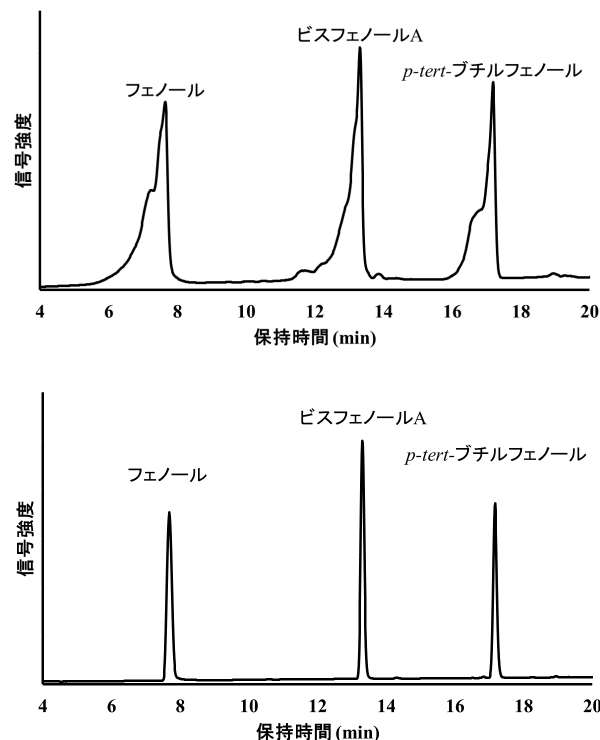 ビスフェノールA
p-tert-ブチルフェノール
フェノール
信号強度
4 6 8 10 12 14 16 18 20
保持時間 (min)
ビスフェノールA
p-tert-ブチルフェノール
フェノール
信号強度
4 6 8 10 12 14 16 18 20
保持時間 (min)